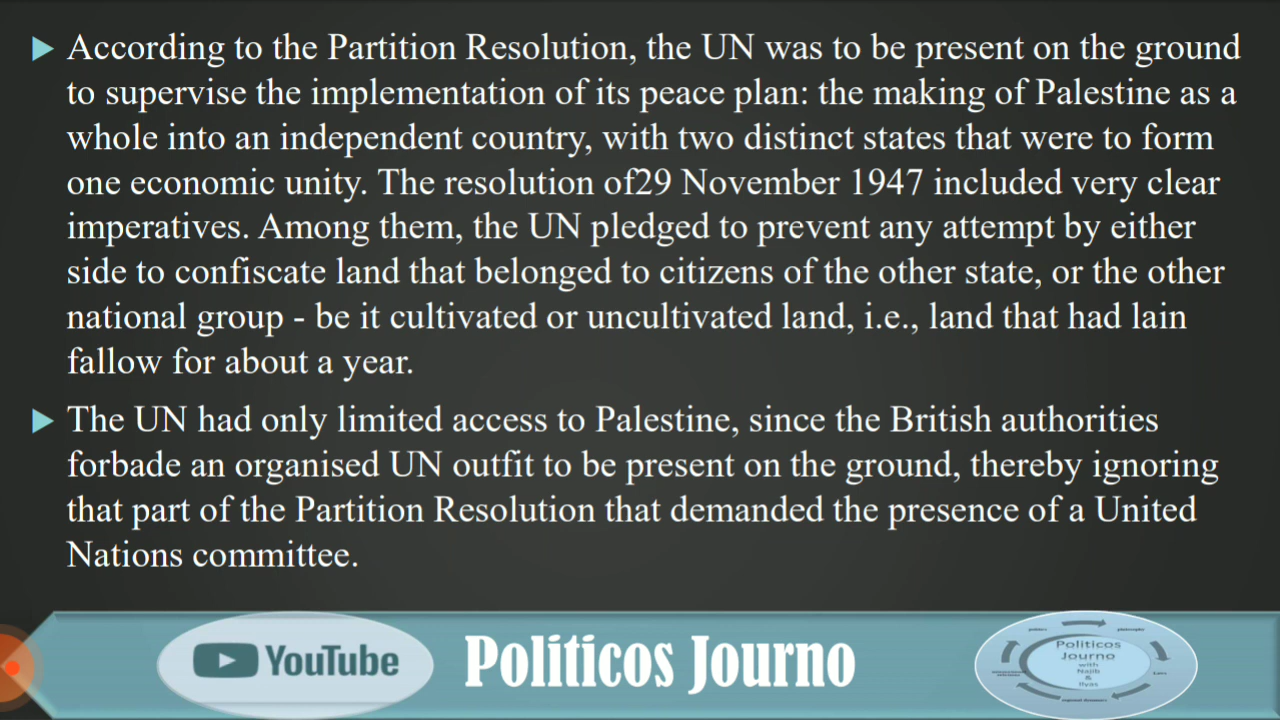 According to the Partition Resolution, the UN was to be present on the ground
to supervise the implementation of its peace plan: the making of Palestine as a
whole into an independent country, with two distinct states that were to form
one economic unity. The resolution of29 November 1947 included very clear
imperatives. Among them, the UN pledged to prevent any attempt by either
side to confiscate land that belonged to citizens of the other state, or the other
national group - be it cultivated or uncultivated land, i.e., land that had lain
fallow for about a year.
The UN had only limited access to Palestine, since the British authorities
forbade an organised UN outfit to be present on the ground, thereby ignoring
that part of the Partition Resolution that demanded the presence of a United
Nations committee.
YouTube
Politicos Journo
politics
philosophy
Politicos
Journo
with
Najib
&
Ilyas
regional dynamics